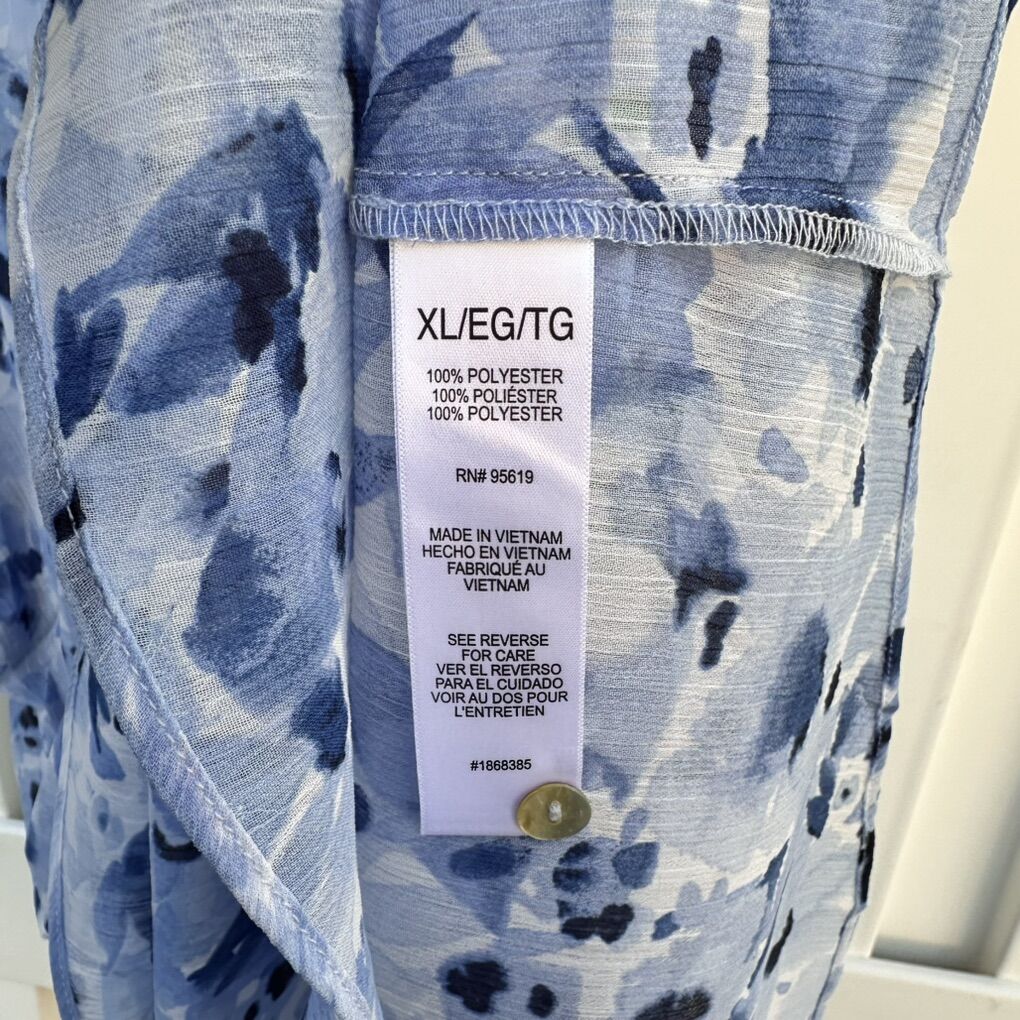 XL/EG/TG
100% POLYESTER
100% POLIÉSTER
100% POLYESTER
RN# 95619
MADE IN VIETNAM
HECHO EN VIETNAM
FABRIQUÉ AU
VIETNAM
SEE REVERSE
FOR CARE
VER EL REVERSO
PARA EL CUIDADO
VOIR AU DOS POUR
L'ENTRETIEN
#1868385